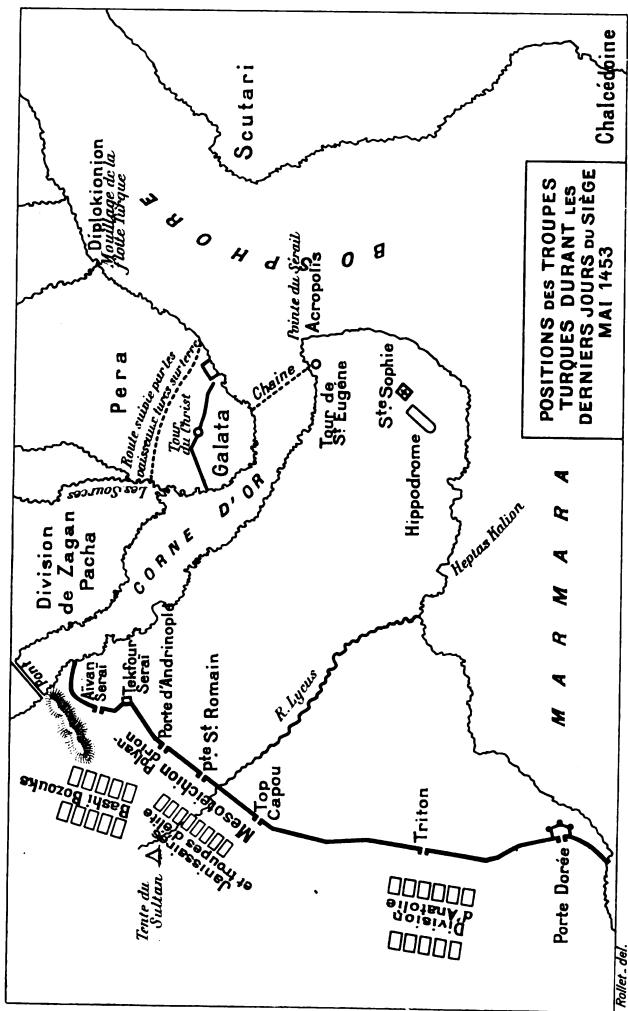 POSITIONS DES TROUPES
TURQUES DURANT LES
DERNIERS JOURS DU SIÈGE
MAI 1453
Diplokionion
Mouillage de la
flotte Turque
Scutari
Chalcédoine
BOSPHORE
Pera
Route suivie par les
vaisseaux turcs sur terre
Tour
du Christ
Galata
Les Sources
Chaîne
Pointe du Sérail
Acropolis
Tour de
St Eugène
Ste Sophie
Hippodrome
CORNE D'OR
Division
de Zagan
Pacha
Pont
Aïvan
Seraï
Tekfour
Seraï
Porte d'Andrinople
Polyandrion
pte. St. Romain
Mesoteichion
R. Lycus
Top
Capou
Bashi Bozouks
Janissaires
et troupes d'élite
Tente du
Sultan
Triton
Division
d'Anatolie
Porte Dorée
Heptas Kalion
MARMARA
Rollet.del.